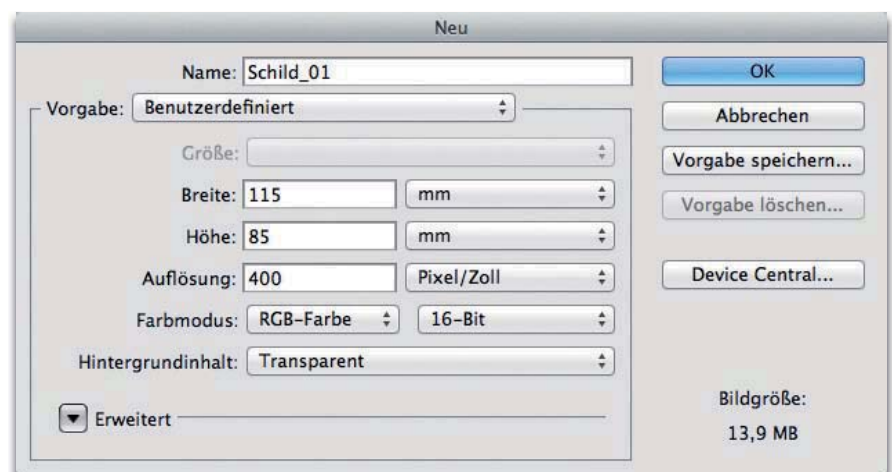 Neu
Name: Schild_01
OK
Vorgabe: Benutzerdefiniert
Abbrechen
Größe:
Vorgabe speichern...
Breite: 115 mm
Vorgabe löschen...
Höhe: 85 mm
Auflösung: 400 Pixel/Zoll
Device Central...
Farbmodus: RGB-Farbe 16-Bit
Hintergrundinhalt: Transparent
Bildgröße:
Erweitert
13,9 MB